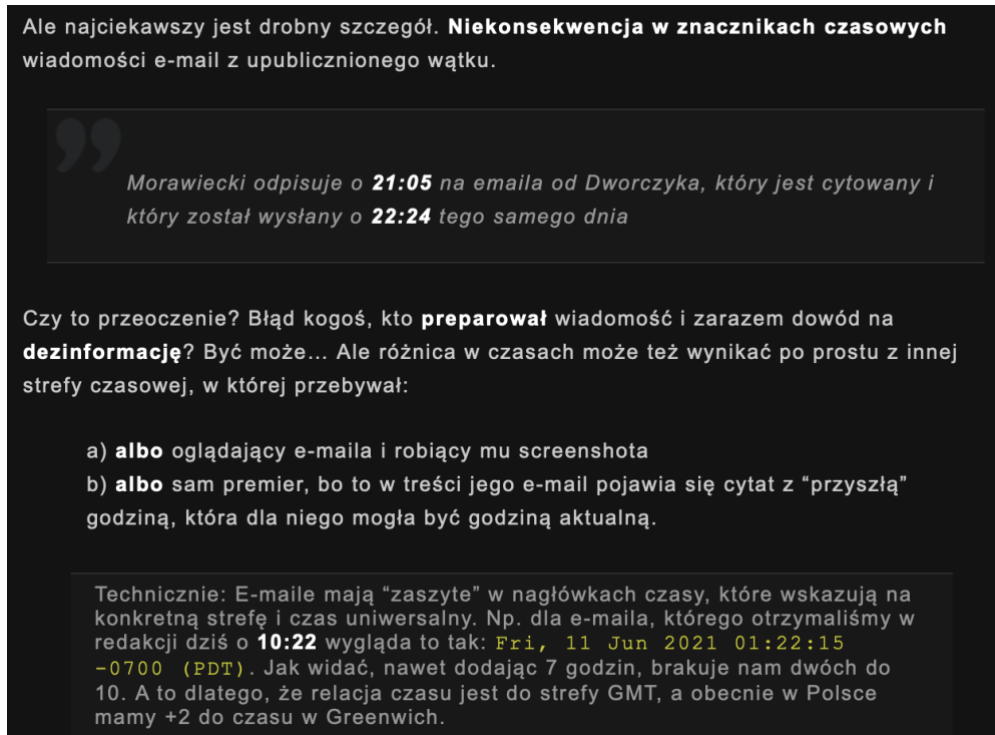 Ale najciekawszy jest drobny szczegół. Niekonsekwencja w znacznikach czasowych
wiadomości e-mail z upublicznionego wątku.
Morawiecki odpisuje o 21:05 na emaila od Dworczyka, który jest cytowany i
który został wysłany o 22:24 tego samego dnia
Czy to przeoczenie? Błąd kogoś, kto preparował wiadomość i zarazem dowód na
dezinformację? Być może... Ale różnica w czasach może też wynikać po prostu z innej
strefy czasowej, w której przebywał:
a) albo oglądający e-maila i robiący mu screenshota
b) albo sam premier, bo to w treści jego e-mail pojawia się cytat z “przyszłą”
godziną, która dla niego mogła być godziną aktualną.
Technicznie: E-maile mają “zaszyte” w nagłówkach czasy, które wskazują na
konkretną strefę i czas uniwersalny. Np. dla e-maila, którego otrzymaliśmy w
redakcji dziś o 10:22 wygląda to tak: Fri, 11 Jun 2021 01:22:15
-0700 (PDT). Jak widać, nawet dodając 7 godzin, brakuje nam dwóch do
10. A to dlatego, że relacja czasu jest do strefy GMT, a obecnie w Polsce
mamy +2 do czasu w Greenwich.